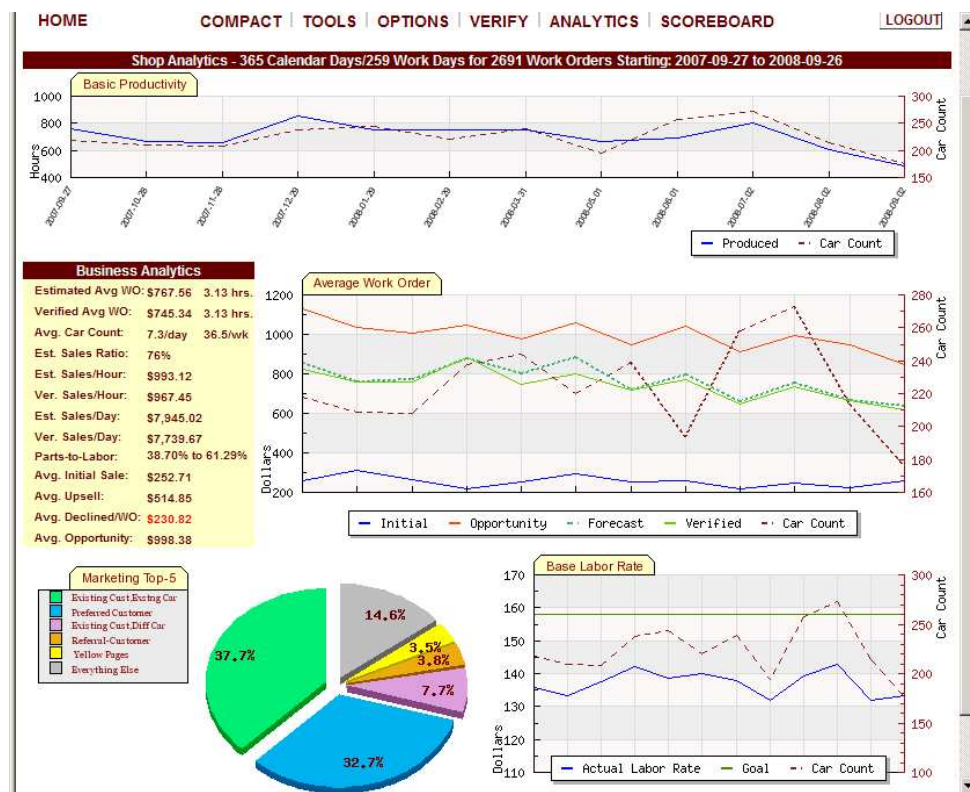 HOME COMPACT TOOLS OPTIONS VERIFY ANALYTICS SCOREBOARD LOGOUT
Shop Analytics - 365 Calendar Days/259 Work Days for 2691 Work Orders Starting: 2007-09-27 to 2008-09-26
Basic Productivity
1000
800
600
400
Hours
300
250
200
150
Car Count
2007-09-27 2007-10-28 2007-11-28 2007-12-29 2008-01-29 2008-02-29 2008-03-31 2008-05-01 2008-06-01 2008-07-02 2008-08-02 2008-09-02
Produced Car Count
Business Analytics
Estimated Avg WO: $767.56 3.13 hrs.
Verified Avg WO: $745.34 3.13 hrs.
Avg. Car Count: 7.3/day 36.5/wk
Est. Sales Ratio: 76%
Est. Sales/Hour: $993.12
Ver. Sales/Hour: $967.45
Est. Sales/Day: $7,945.02
Ver. Sales/Day: $7,739.67
Parts-to-Labor: 38.70% to 61.29%
Avg. Initial Sale: $252.71
Avg. Upsell: $514.85
Avg. Declined/WO: $230.82
Avg. Opportunity: $998.38
Average Work Order
1200
1000
800
600
400
200
Dollars
280
260
240
220
200
180
160
Car Count
Initial Opportunity Forecast Verified Car Count
Marketing Top-5
Existing Cust,Exstng Car
Preferred Customer
Existing Cust,Diff Car
Referral-Customer
Yellow Pages
Everything Else
14.6%
3.5%
3.8%
7.7%
32.7%
37.7%
Base Labor Rate
170
160
150
140
130
120
110
Dollars
300
250
200
150
100
Car Count
Actual Labor Rate Goal Car Count